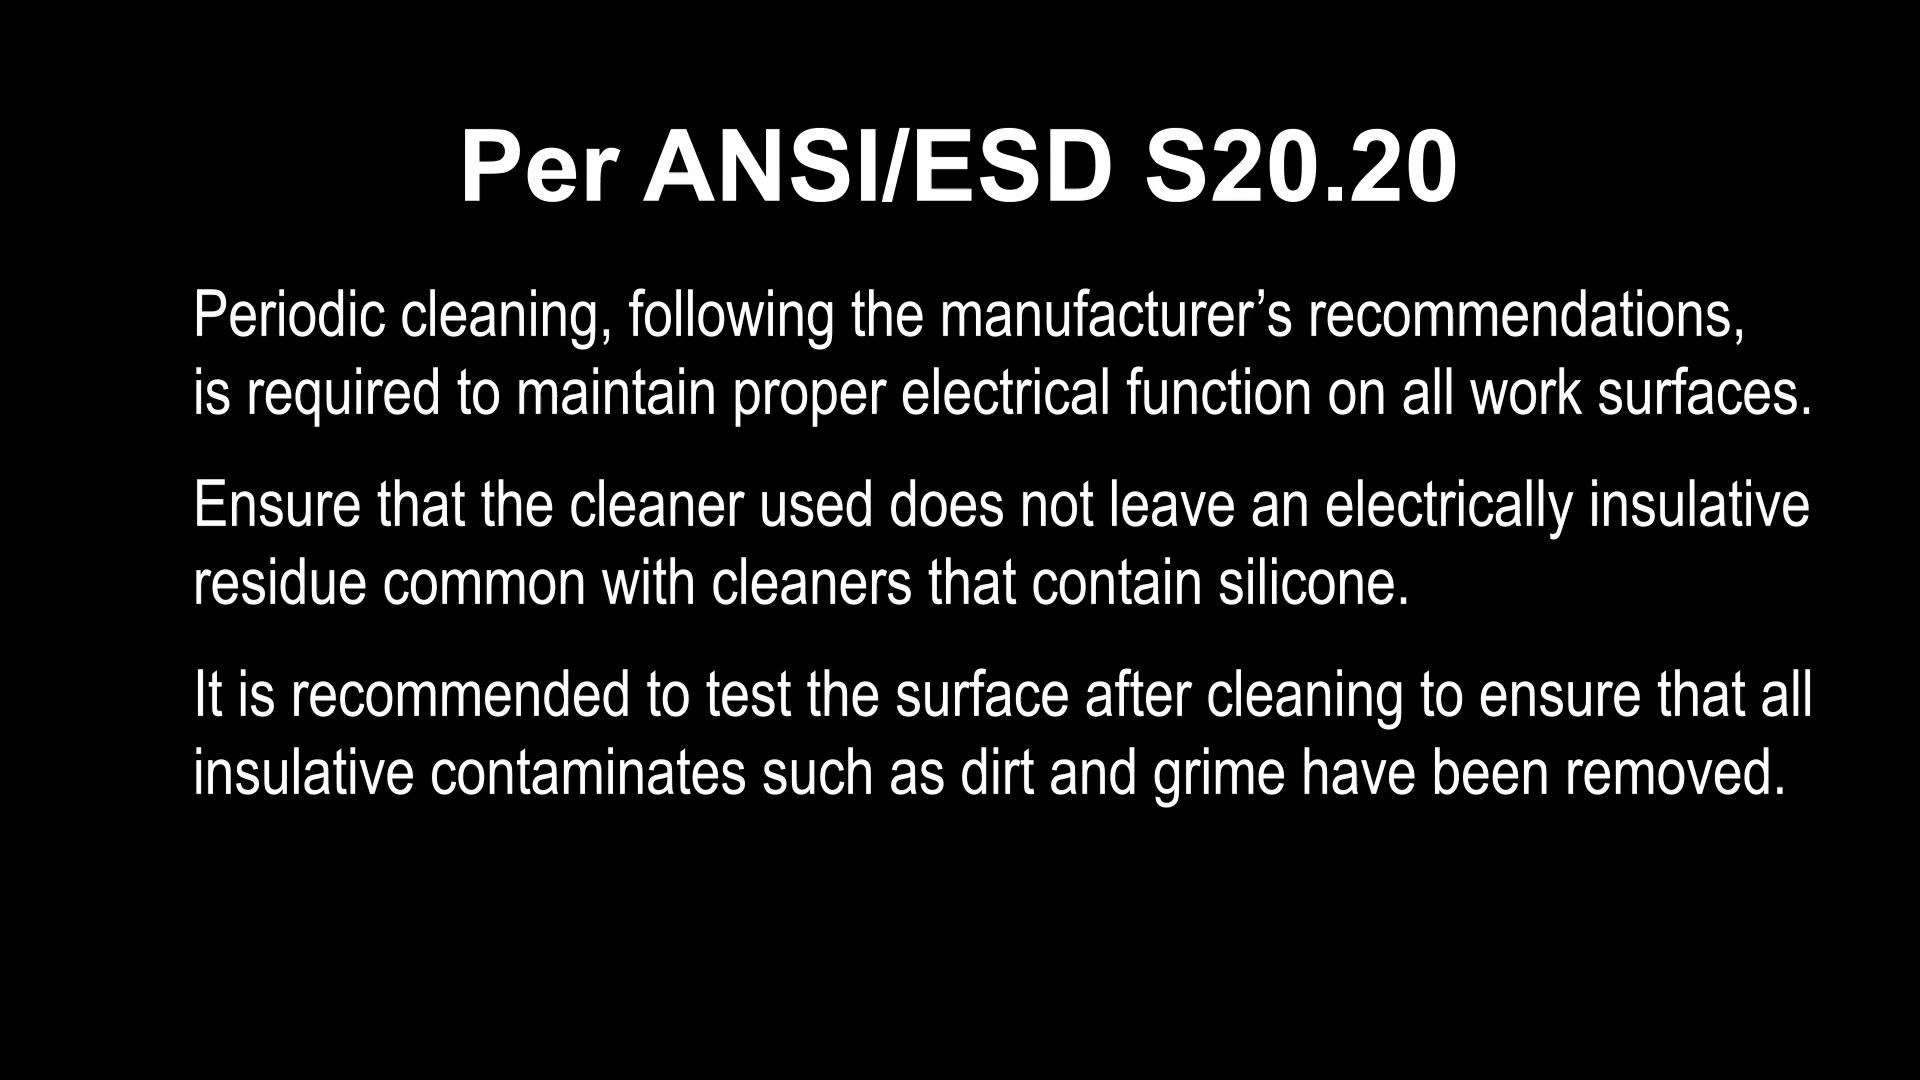 Per ANSI/ESD S20.20
Periodic cleaning, following the manufacturer’s recommendations,
is required to maintain proper electrical function on all work surfaces.
Ensure that the cleaner used does not leave an electrically insulative
residue common with cleaners that contain silicone.
It is recommended to test the surface after cleaning to ensure that all
insulative contaminates such as dirt and grime have been removed.